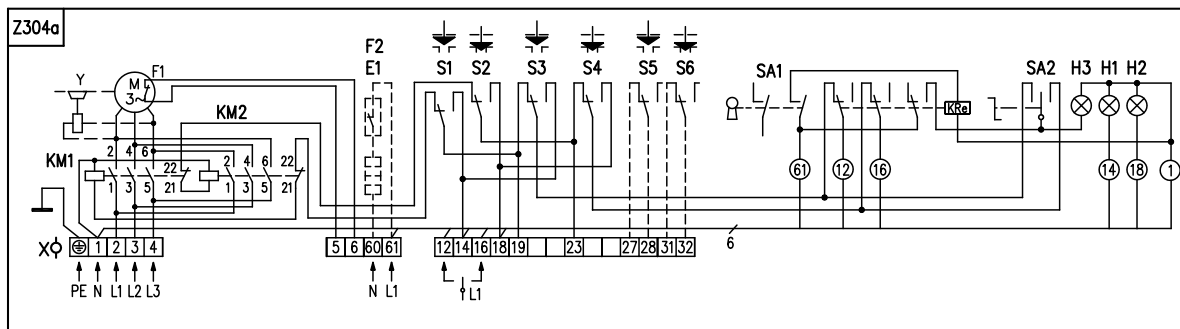 Z304a
F2
E1 S1 S2 S3 S4 S5 S6 SA1 SA2 H3 H1 H2
Y M 3~ F1
KM2
KRe
KM1 2 4 6 22 2 4 6 22
1 3 5 21 1 3 5 21
61 12 16 14 18 1
6
X 1 2 3 4 5 6 60 61 12 14 16 18 19 23 27 28 31 32
PE N L1 L2 L3 N L1 L1